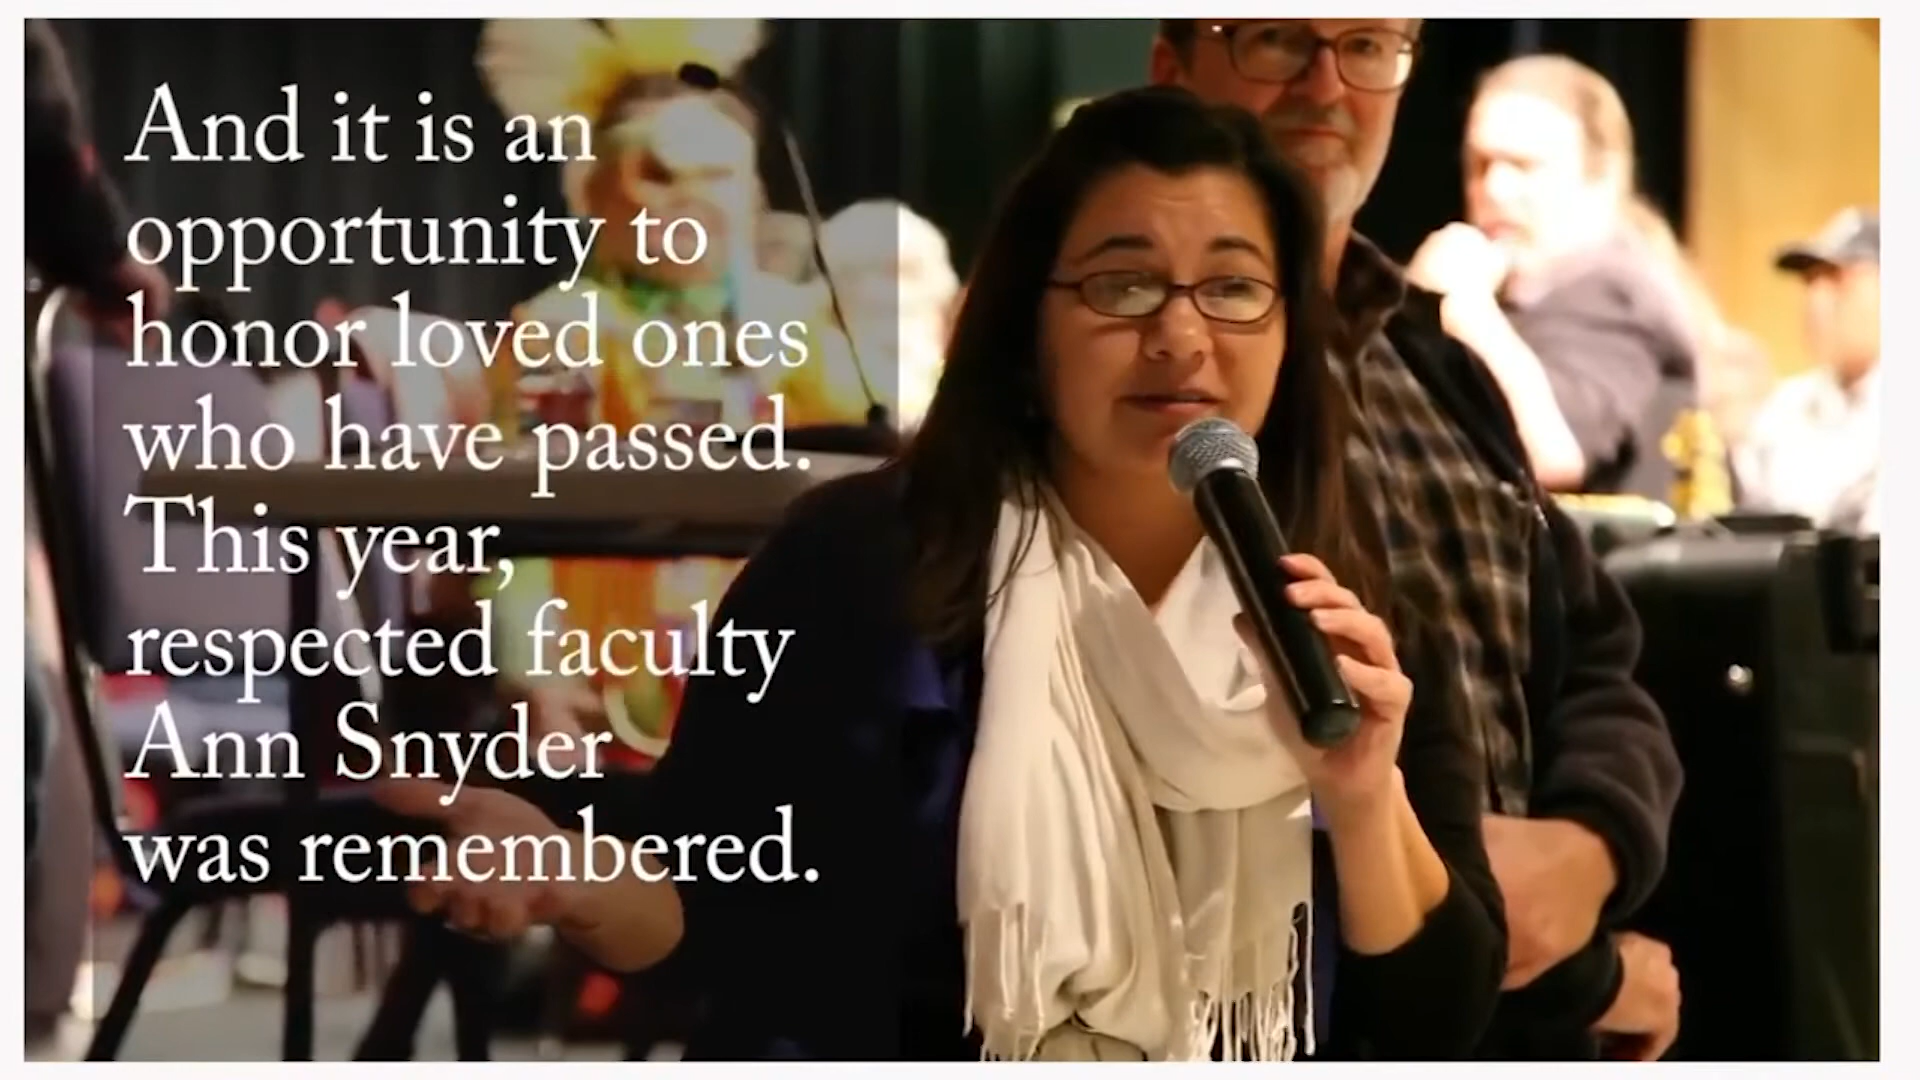 And it is an
opportunity to
honor loved ones
who have passed.
This year,
respected faculty
Ann Snyder
was remembered.